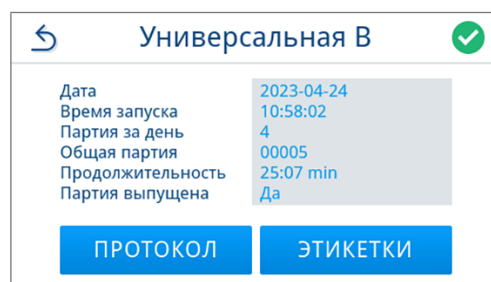 Универсальная B
Дата 2023-04-24
Время запуска 10:58:02
Партия за день 4
Общая партия 00005
Продолжительность 25:07 min
Партия выпущена Да
ПРОТОКОЛ ЭТИКЕТКИ